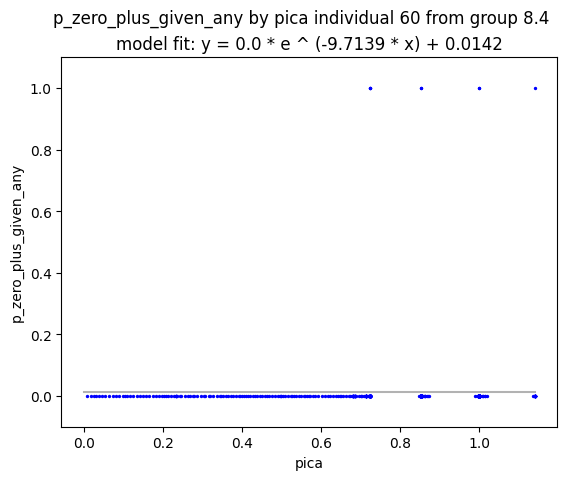 p_zero_plus_given_any by pica individual 60 from group 8.4
model fit: y = 0.0 * e ^ (-9.7139 * x) + 0.0142
p_zero_plus_given_any
1.0
0.8
0.6
0.4
0.2
0.0
0.0 0.2 0.4 0.6 0.8 1.0
pica